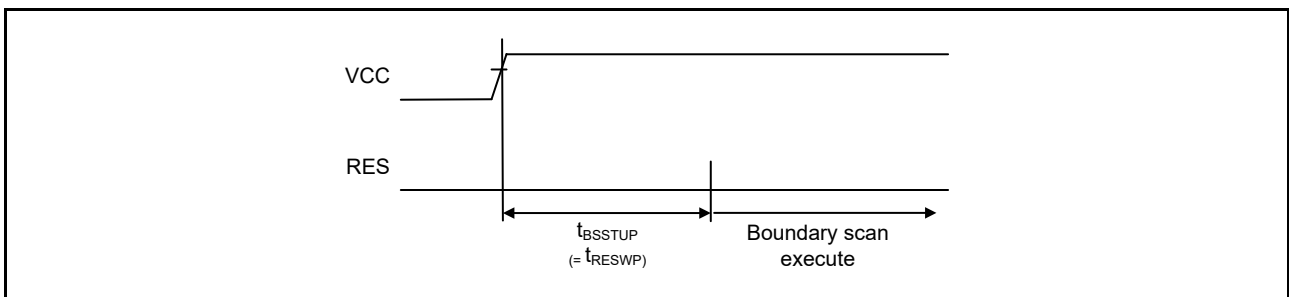 VCC
RES
tBSSTUP
(= tRESWP)
Boundary scan
execute